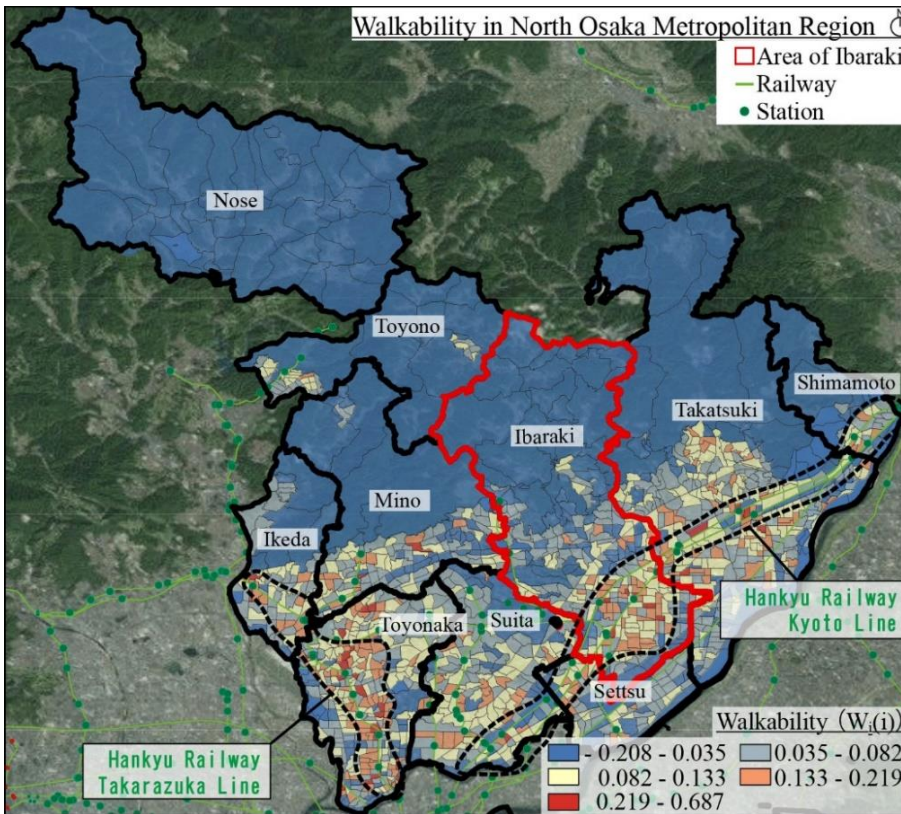 Walkability in North Osaka Metropolitan Region
N
Area of Ibaraki
Railway
Station
Nose
Toyono
Shimamoto
Takatsuki
Ibaraki
Mino
Ikeda
Hankyu Railway
Kyoto Line
Toyonaka
Suita
Settsu
Hankyu Railway
Takarazuka Line
Walkability (Wⱼ(i))
- 0.208 - 0.035
0.035 - 0.082
0.082 - 0.133
0.133 - 0.219
0.219 - 0.687